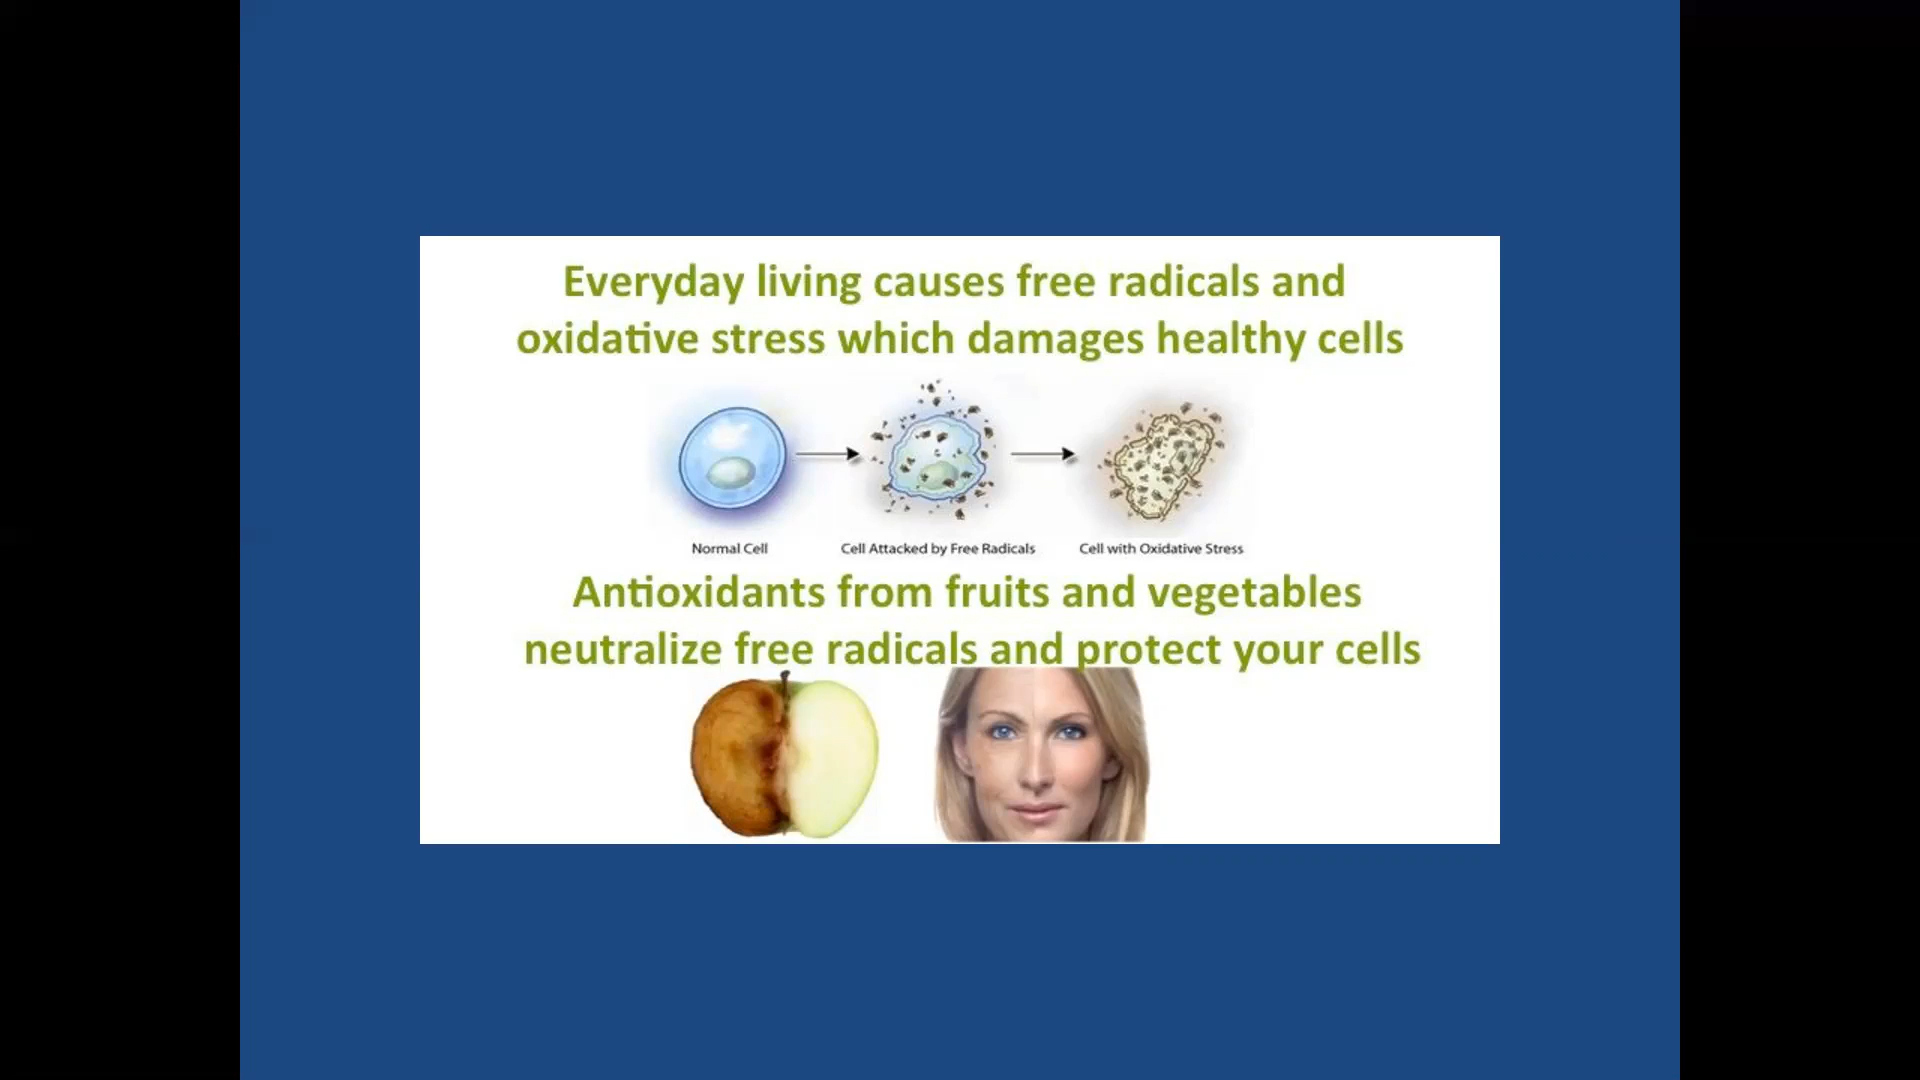 Everyday living causes free radicals and
oxidative stress which damages healthy cells
Normal Cell
Cell Attacked by Free Radicals
Cell with Oxidative Stress
Antioxidants from fruits and vegetables
neutralize free radicals and protect your cells